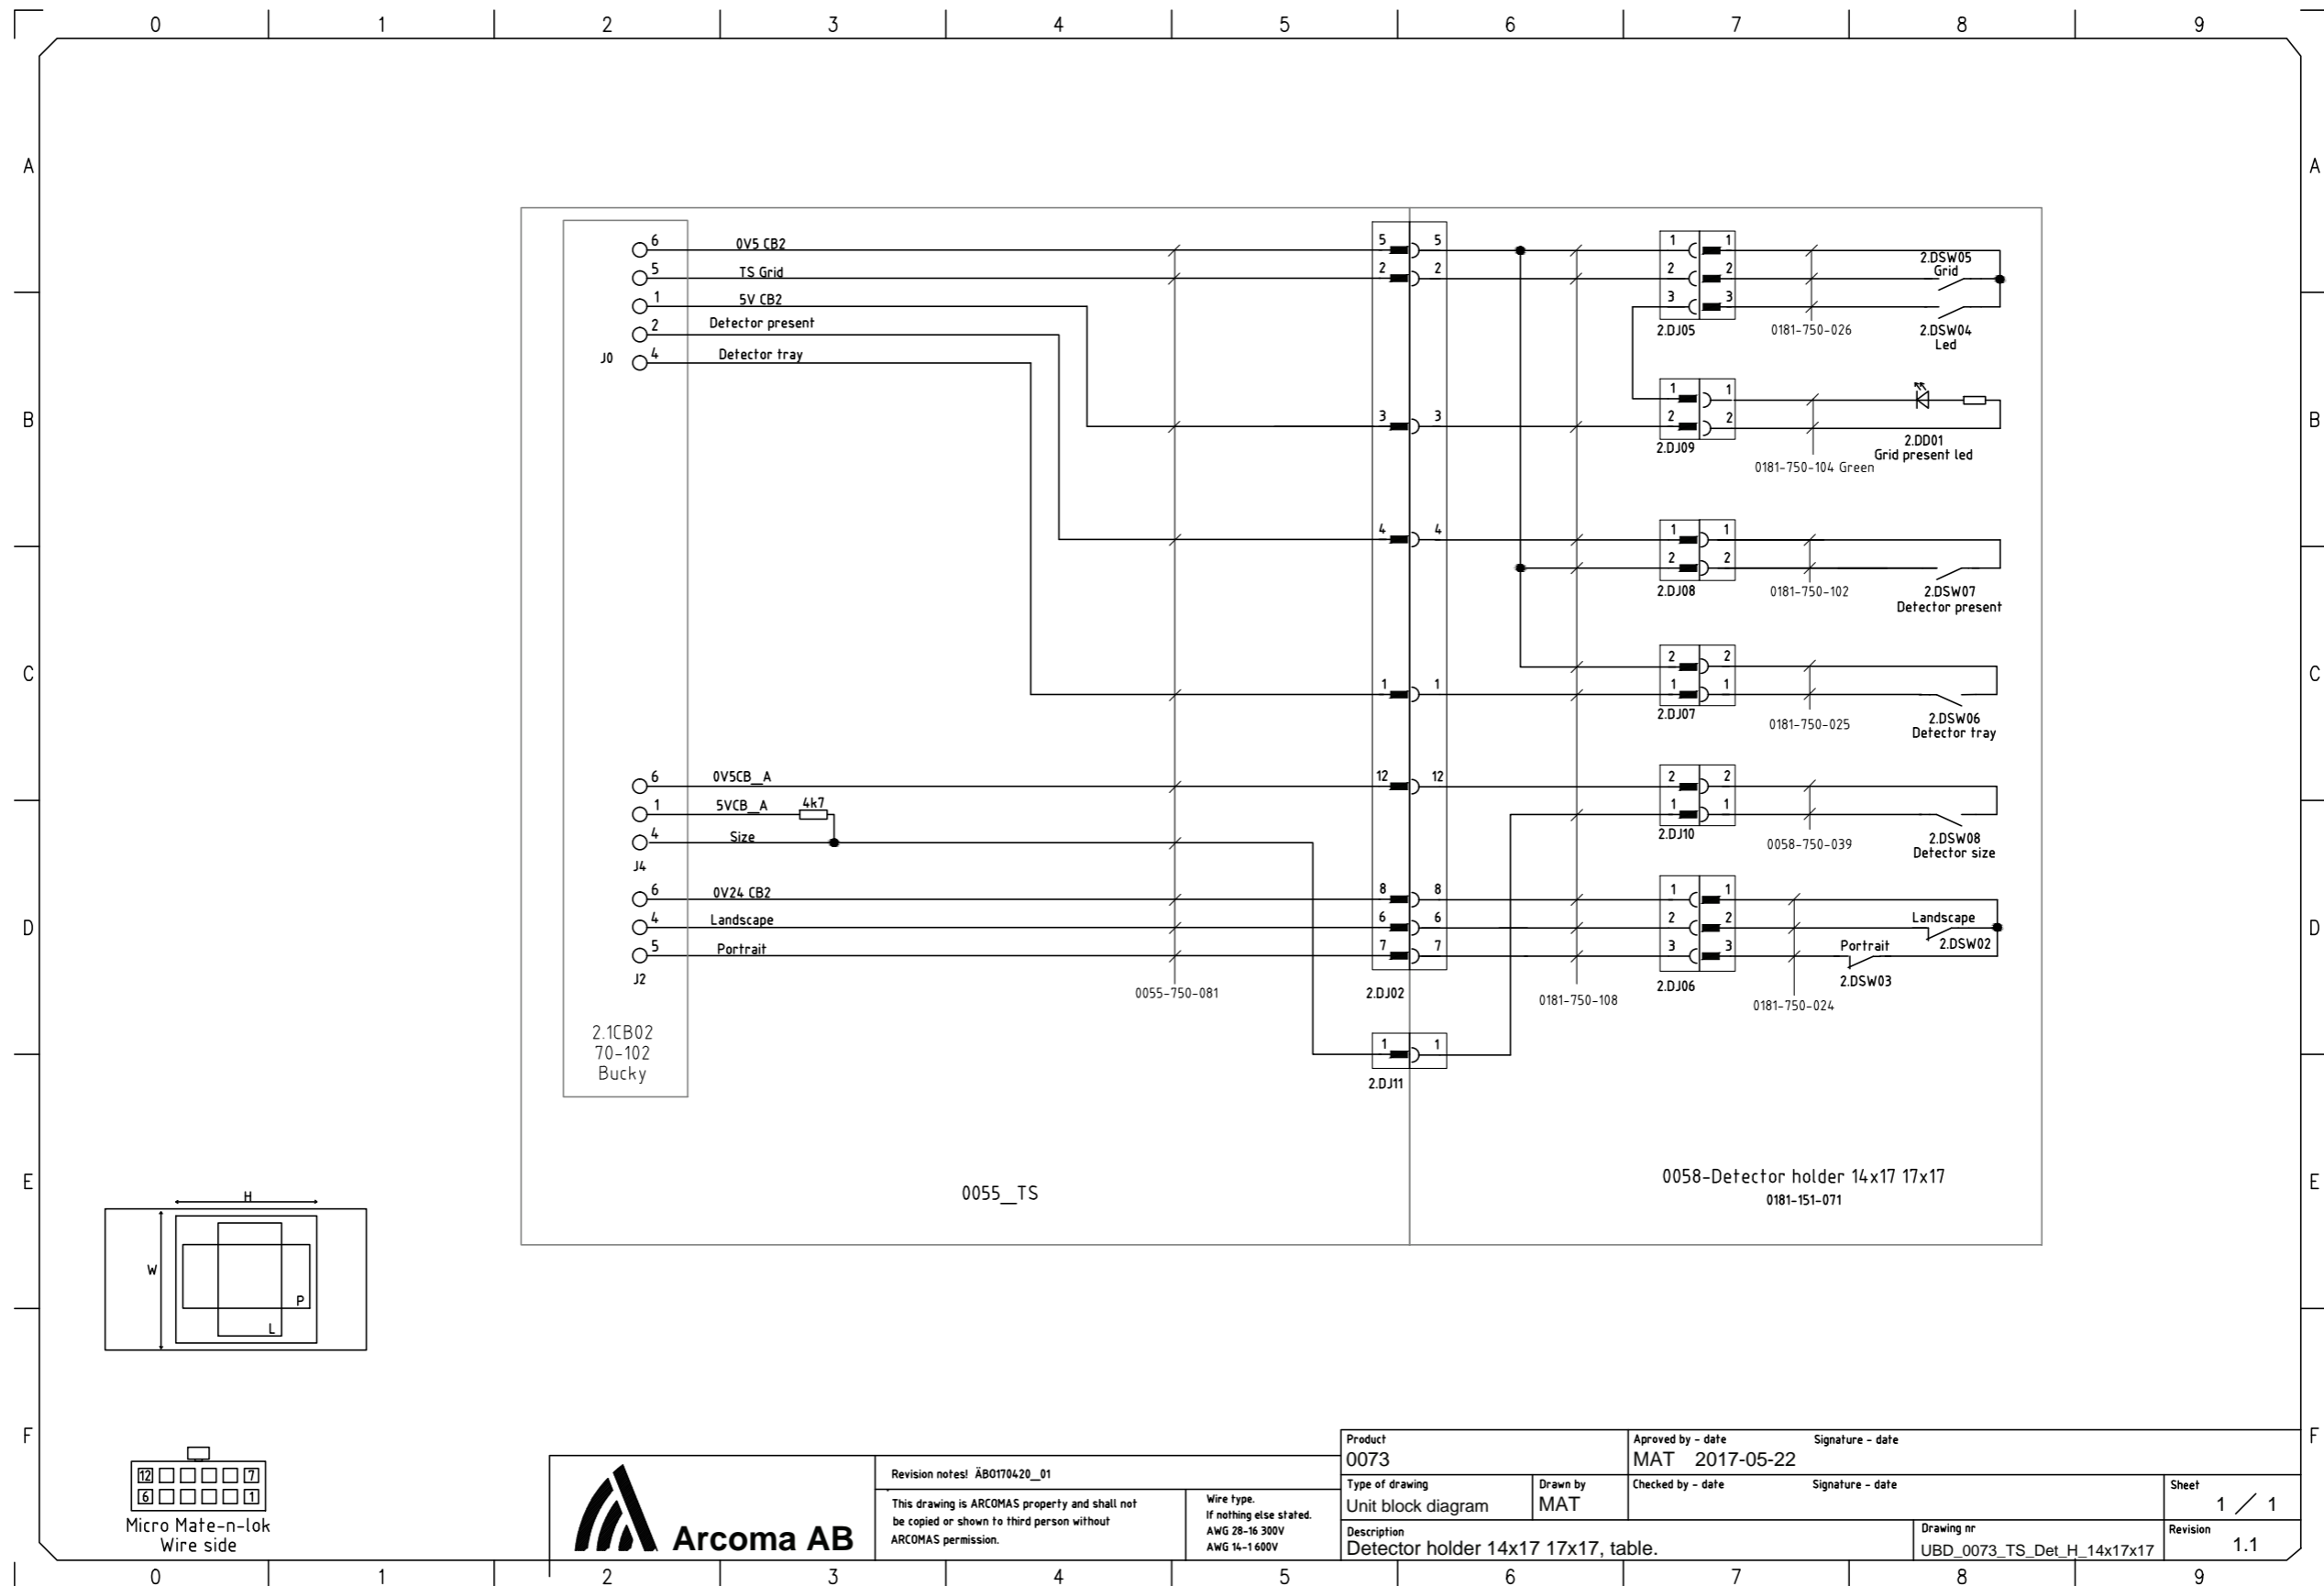 0 1 2 3 4 5 6 7 8 9
A A
B B
C C
D D
E E
F F
6 0V5 CB2 5 5 1 1
5 TS Grid 2 2 2 2
1 5V CB2 3 3
2 Detector present
4 Detector tray
J0
2.DSW05
Grid
2.DJ05 0181-750-026 2.DSW04
Led
1 1
3 3 2 2
2.DJ09 2.DD01
Grid present led
0181-750-104 Green
4 4 1 1
2 2
2.DJ08 0181-750-102 2.DSW07
Detector present
2 2
1 1 1 1
2.DJ07 0181-750-025 2.DSW06
Detector tray
6 0V5CB_A 12 12 2 2
1 5VCB_A 4k7 1 1
4 Size
J4
2.DJ10 0058-750-039 2.DSW08
Detector size
6 0V24 CB2 8 8 1 1
4 Landscape 6 6 2 2 Landscape
2.DSW02
5 Portrait 7 7 3 3 Portrait
J2
2.DSW03
0055-750-081 2.DJ02 0181-750-108 2.DJ06 0181-750-024
2.1CB02
70-102
Bucky
1 1
2.DJ11
0055_TS
0058-Detector holder 14x17 17x17
0181-151-071
H
W
P
L
12 7
6 1
Micro Mate-n-lok
Wire side
Arcoma AB
Revision notes! ÄBO170420_01
This drawing is ARCOMAS property and shall not
be copied or shown to third person without
ARCOMAS permission.
Wire type.
If nothing else stated.
AWG 28-16 300V
AWG 14-1 600V
Product
0073
Aproved by - date Signature - date
MAT 2017-05-22
Type of drawing
Unit block diagram
Drawn by
MAT
Checked by - date Signature - date
Sheet
1 / 1
Description
Detector holder 14x17 17x17, table.
Drawing nr
UBD_0073_TS_Det_H_14x17x17
Revision
1.1
0 1 2 3 4 5 6 7 8 9